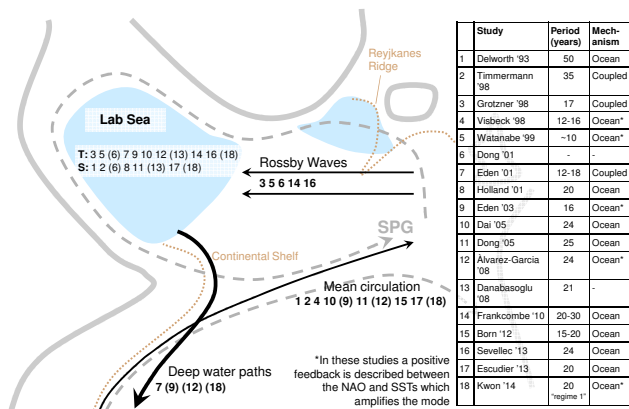 Reyjkanes
Ridge
Lab Sea
T: 3 5 (6) 7 9 10 12 (13) 14 16 (18)
S: 1 2 (6) 8 11 (13) 17 (18)
Rossby Waves
3 5 6 14 16
SPG
Continental Shelf
Mean circulation
1 2 4 10 (9) 11 (12) 15 17 (18)
Deep water paths
7 (9) (12) (18)
*In these studies a positive
feedback is described between
the NAO and SSTs which
amplifies the mode
Study Period (years) Mech-anism
1 Delworth '93 50 Ocean
2 Timmermann '98 35 Coupled
3 Grotzner '98 17 Coupled
4 Visbeck '98 12-16 Ocean*
5 Watanabe '99 ~10 Ocean*
6 Dong '01 - -
7 Eden '01 12-16 Coupled
8 Holland '01 20 Ocean
9 Eden '03 16 Ocean*
10 Dai '05 24 Ocean
11 Dong '05 25 Ocean
12 Àlvarez-Garcia '08 24 Ocean*
13 Danabasoglu '08 21 -
14 Frankcombe '10 20-30 Ocean
15 Born '12 15-20 Ocean
16 Sevellec '13 24 Ocean
17 Escudier '13 20 Ocean
18 Kwon '14 20 "regime 1" Ocean*